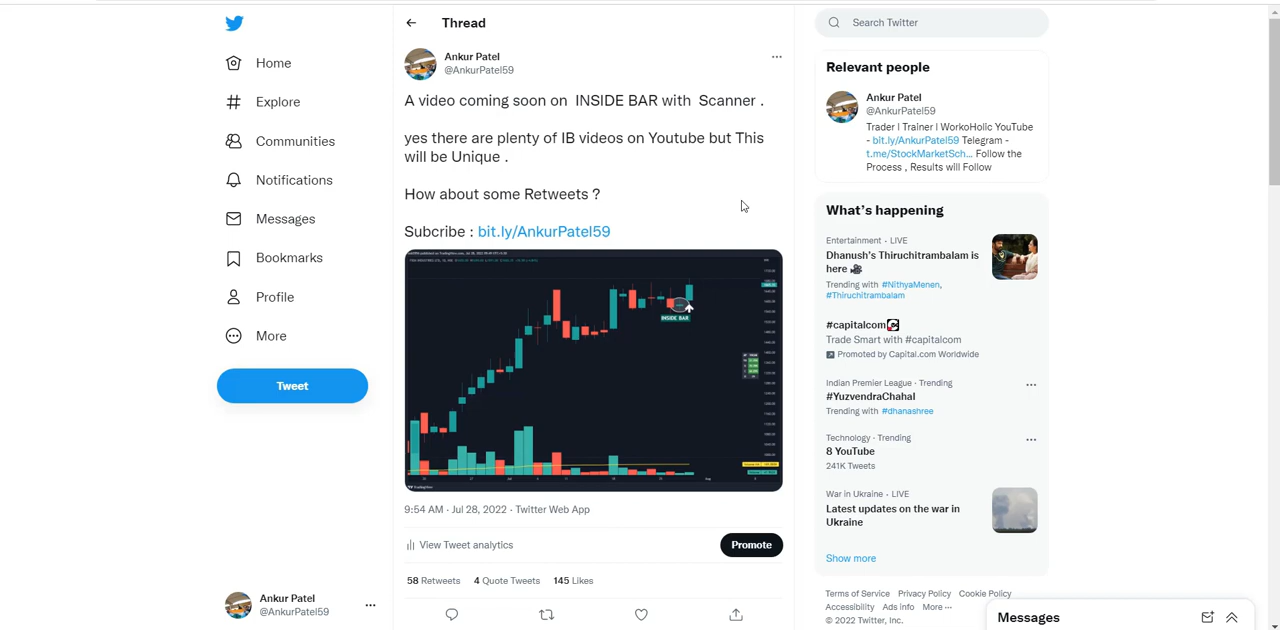 Home
Explore
Communities
Notifications
Messages
Bookmarks
Profile
More
Tweet
Ankur Patel
@AnkurPatel59
Thread
Ankur Patel
@AnkurPatel59
A video coming soon on INSIDE BAR with Scanner .
yes there are plenty of IB videos on Youtube but This
will be Unique .
How about some Retweets ?
Subcribe : bit.ly/AnkurPatel59
INSIDE BAR
9:54 AM · Jul 28, 2022 · Twitter Web App
View Tweet analytics
Promote
58 Retweets 4 Quote Tweets 145 Likes
Search Twitter
Relevant people
Ankur Patel
@AnkurPatel59
Trader | Trainer | WorkoHolic YouTube
- bit.ly/AnkurPatel59 Telegram -
t.me/StockMarketSch... Follow the
Process , Results will Follow
What's happening
Entertainment · LIVE
Dhanush's Thiruchitrambalam is
here
Trending with #NithyaMenen,
#Thiruchitrambalam
#capitalcom
Trade Smart with #capitalcom
Promoted by Capital.com Worldwide
Indian Premier League · Trending
#YuzvendraChahal
Trending with #dhanashree
Technology · Trending
8 YouTube
241K Tweets
War in Ukraine · LIVE
Latest updates on the war in
Ukraine
Show more
Terms of Service Privacy Policy Cookie Policy
Accessibility Ads info More ···
© 2022 Twitter, Inc.
Messages